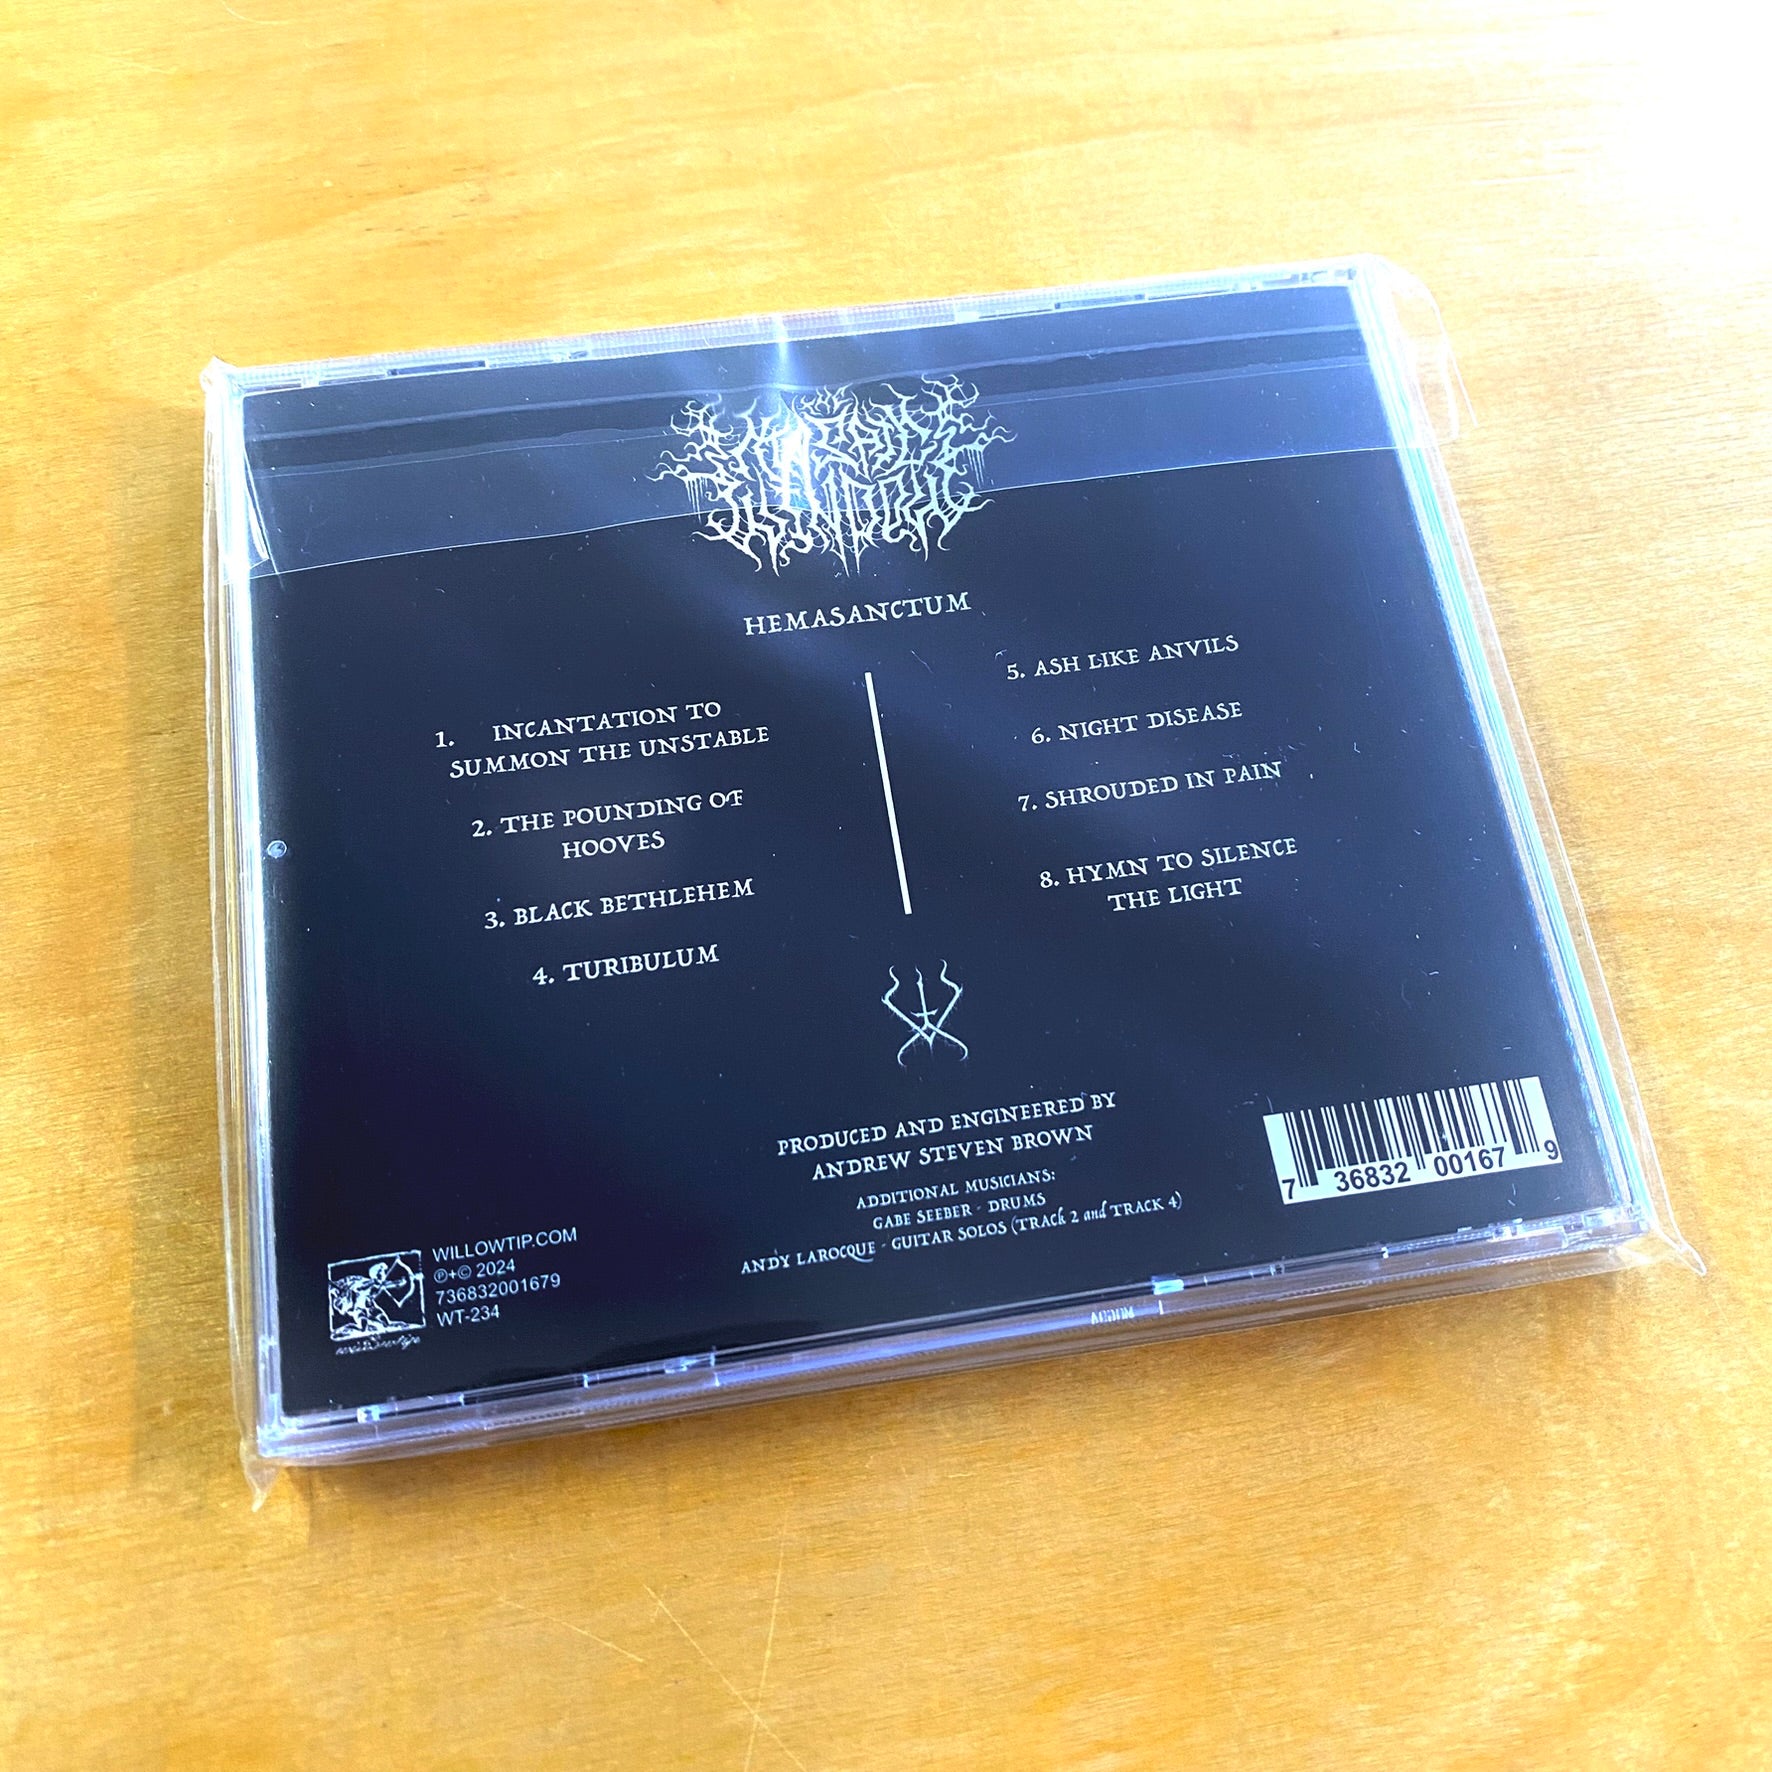 THE
HEMASANCTUM
1. INCANTATION TO
SUMMON THE UNSTABLE
2. THE POUNDING OF
HOOVES
3. BLACK BETHLEHEM
4. TURIBULUM
5. ASH LIKE ANVILS
6. NIGHT DISEASE
7. SHROUDED IN PAIN
8. HYMN TO SILENCE
THE LIGHT
PRODUCED AND ENGINEERED BY
ANDREW STEVEN BROWN
ADDITIONAL MUSICIANS:
GABE SEEBER - DRUMS
ANDY LAROCQUE - GUITAR SOLOS (TRACK 2 and TRACK 4)
WILLOWTIP.COM
℗+© 2024
736832001679
WT-234
willowtip
7 36832 00167 9